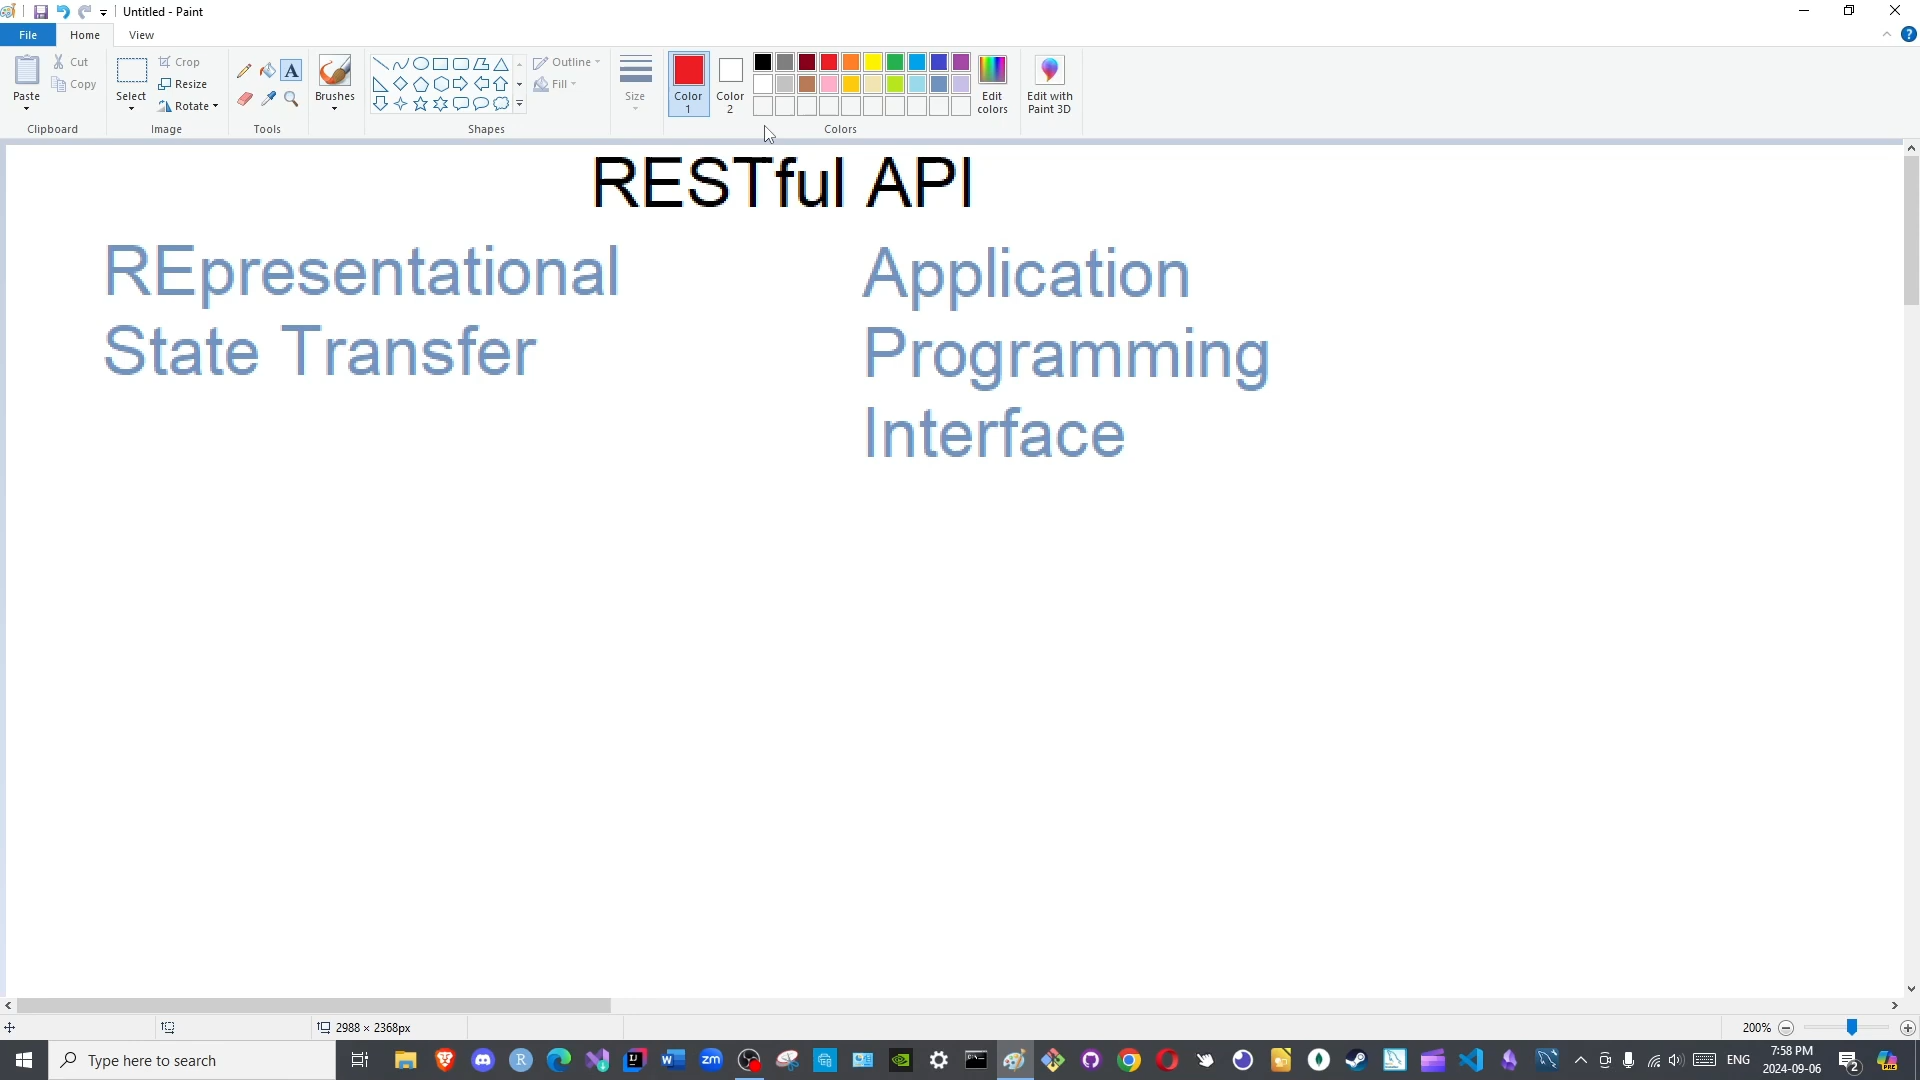 Untitled - Paint
File Home View
Paste
Cut
Copy
Clipboard
Select
Crop
Resize
Rotate
Image
A
Tools
Brushes
Shapes
Outline
Fill
Size
Color 1
Color 2
Colors
Edit colors
Edit with Paint 3D
RESTful API
REpresentational
State Transfer
Application
Programming
Interface
2988 × 2368px
200%
Type here to search
ENG
7:58 PM
2024-09-06
2